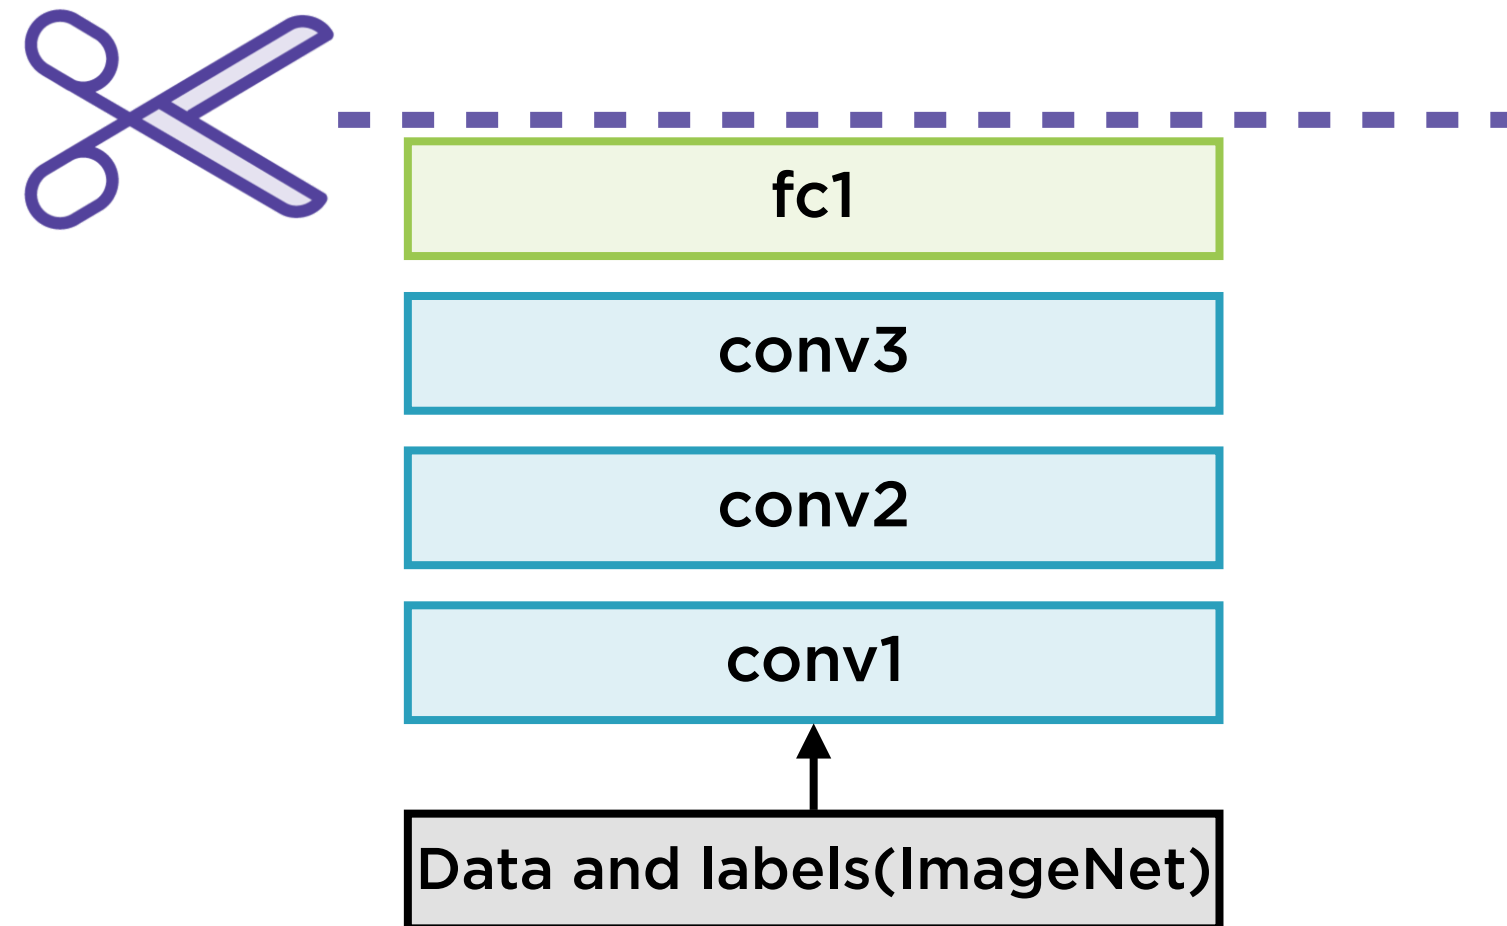 fc1
conv3
conv2
conv1
Data and labels(ImageNet)